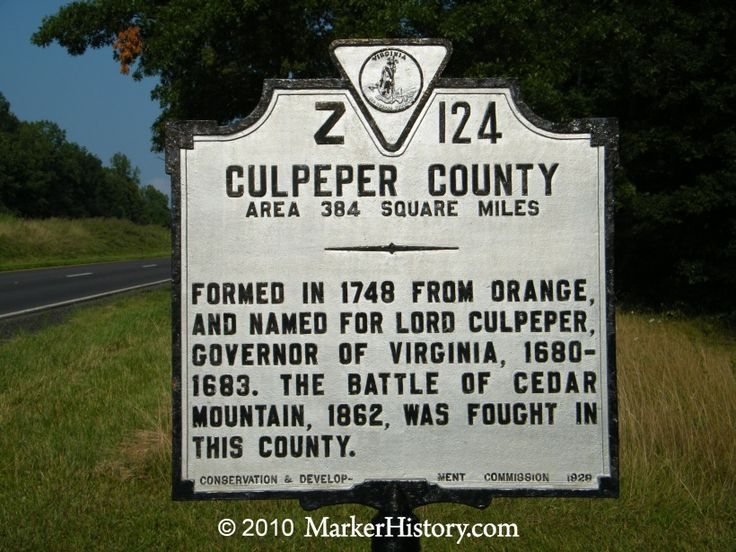 VIRGINIA
Z 124
CULPEPER COUNTY
AREA 384 SQUARE MILES
FORMED IN 1748 FROM ORANGE,
AND NAMED FOR LORD CULPEPER,
GOVERNOR OF VIRGINIA, 1680-
1683. THE BATTLE OF CEDAR
MOUNTAIN, 1862, WAS FOUGHT IN
THIS COUNTY.
CONSERVATION & DEVELOP- MENT COMMISSION 1929
© 2010 MarkerHistory.com